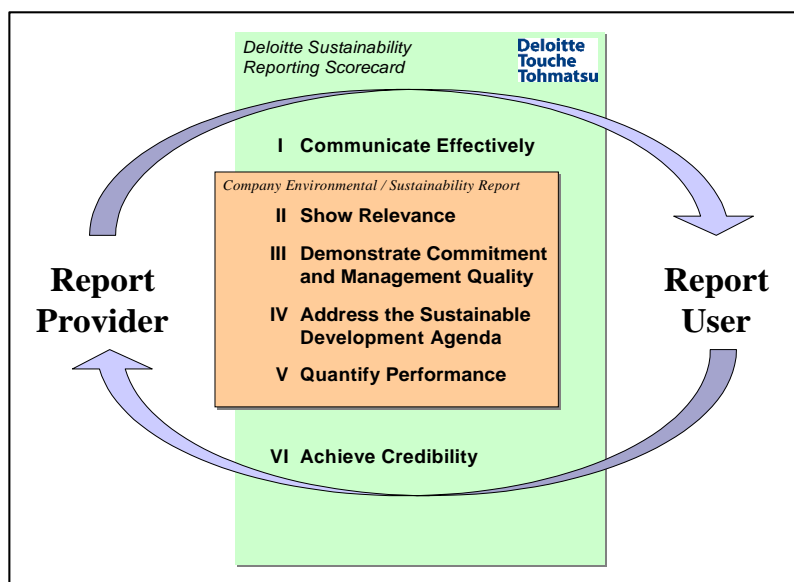 Deloitte Sustainability
Reporting Scorecard
Deloitte
Touche
Tohmatsu
I Communicate Effectively
Company Environmental / Sustainability Report
II Show Relevance
III Demonstrate Commitment
and Management Quality
IV Address the Sustainable
Development Agenda
V Quantify Performance
VI Achieve Credibility
Report
Provider
Report
User